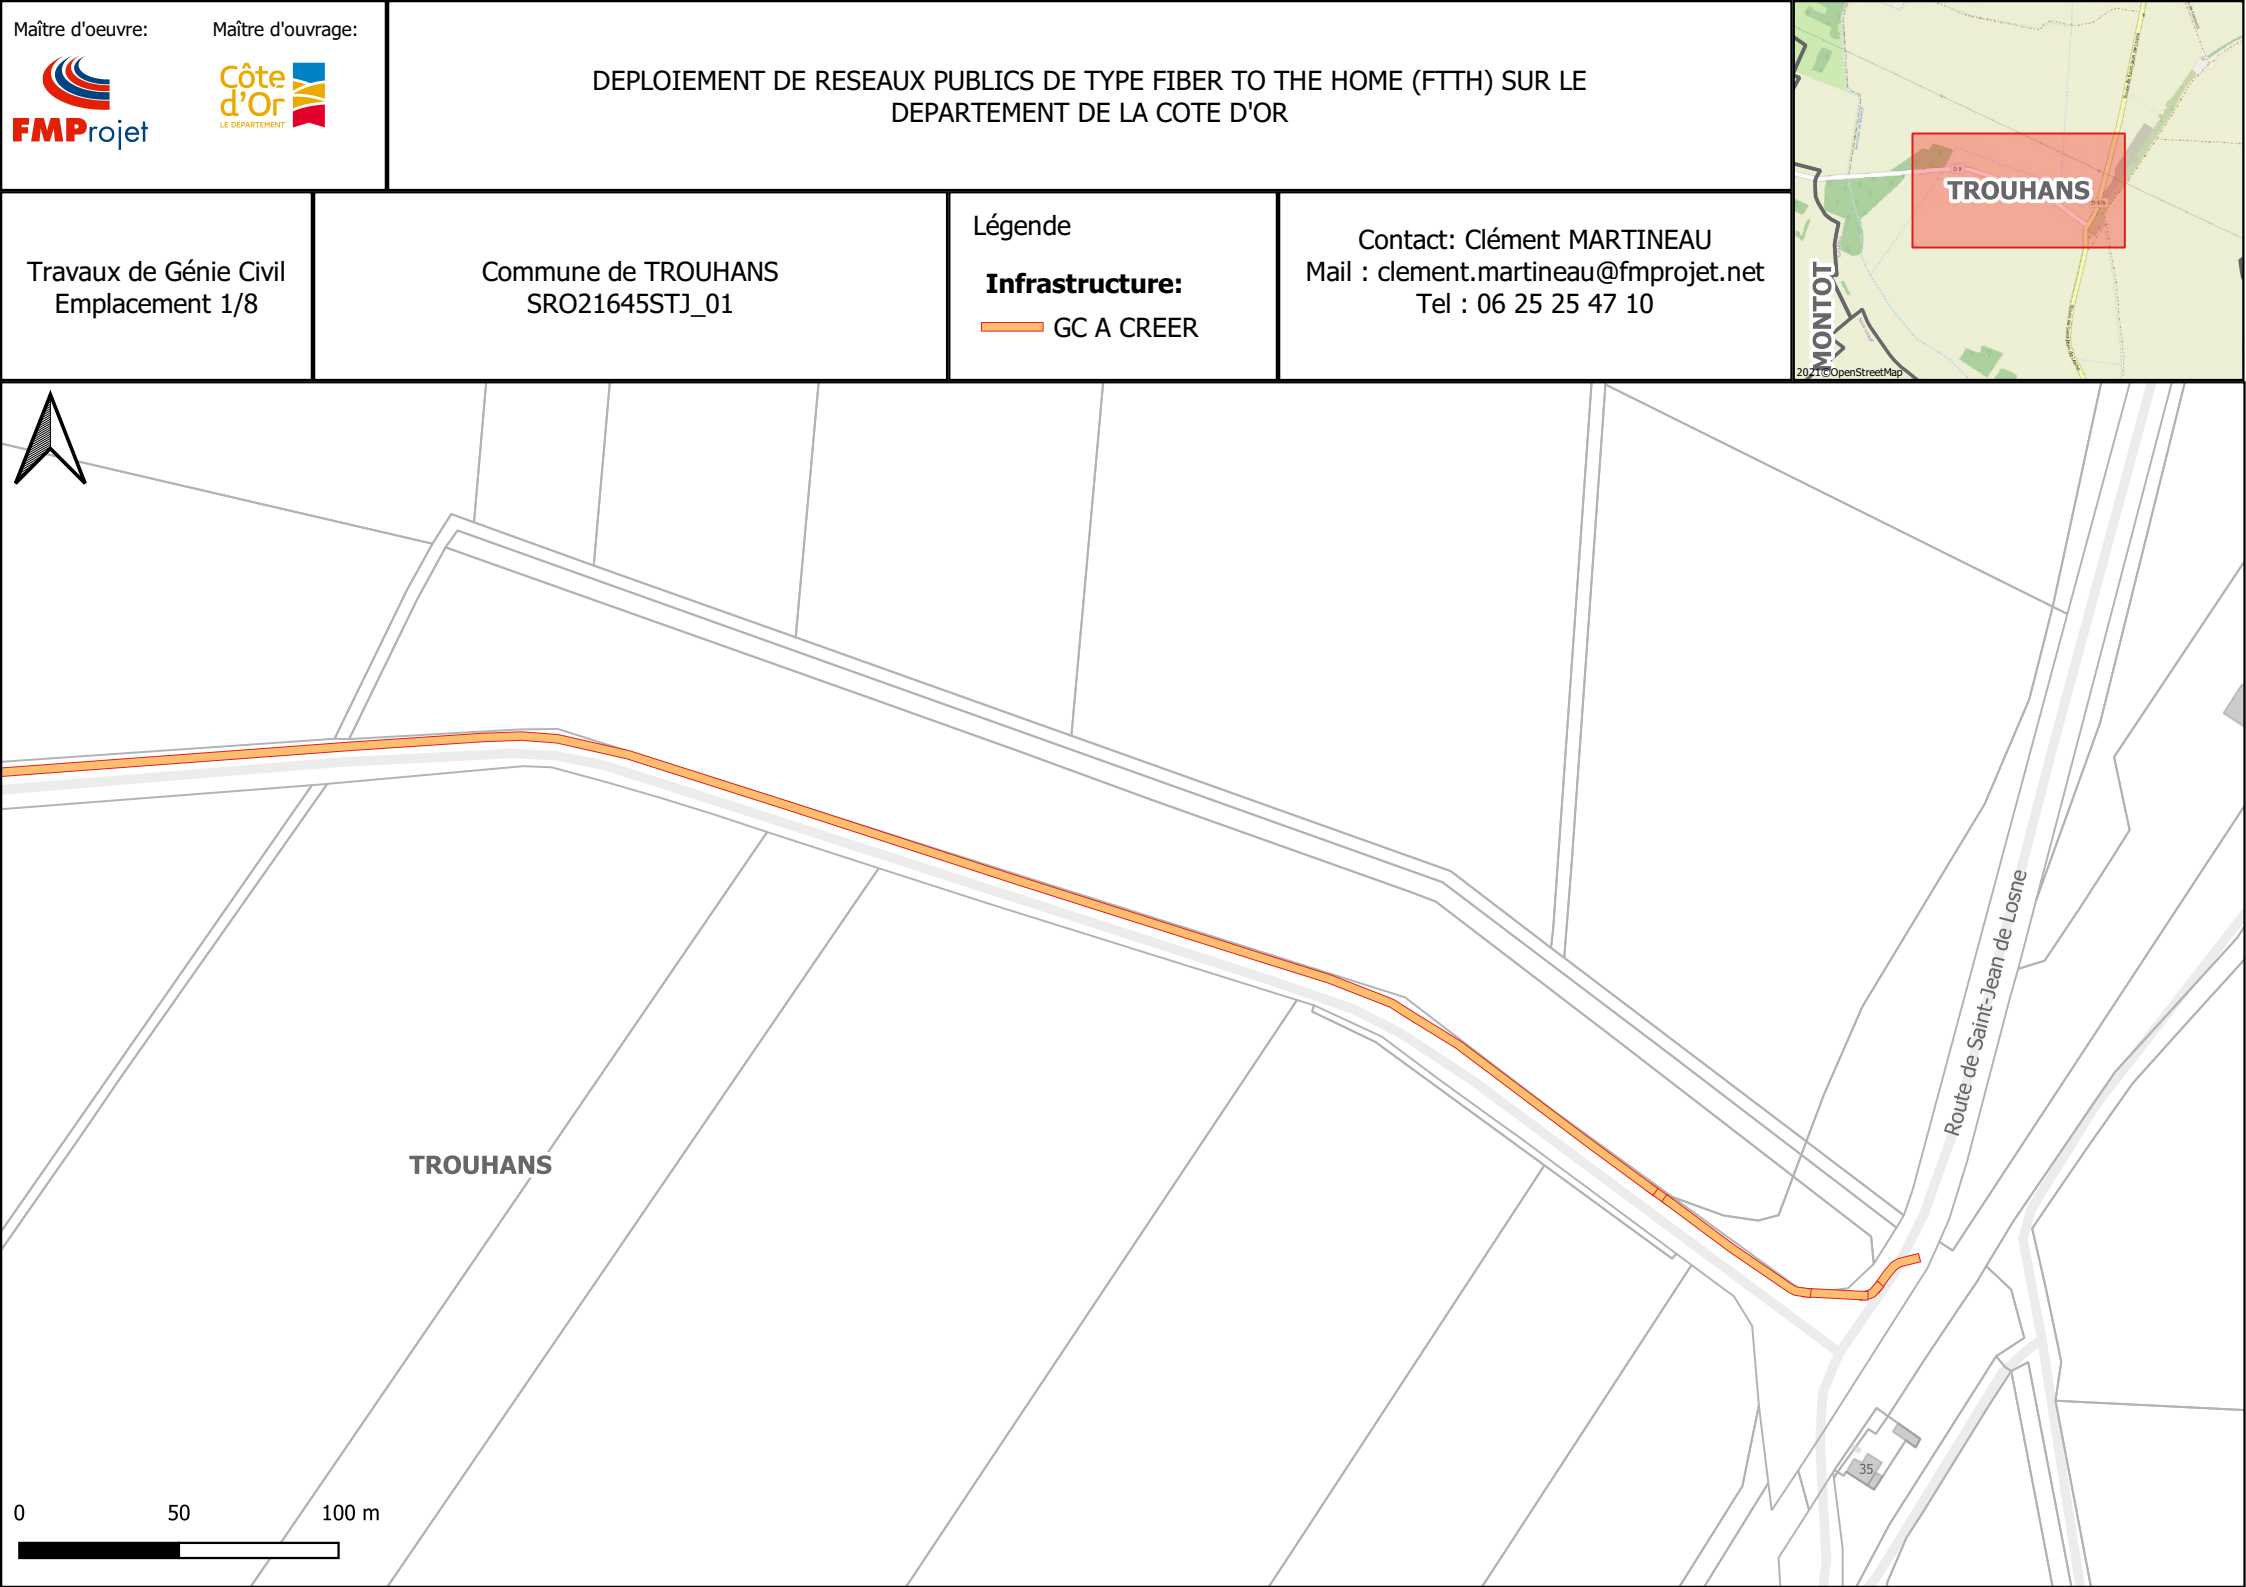 Maître d'oeuvre:
Maître d'ouvrage:
FMProjet
Côte
d'Or
LE DÉPARTEMENT
DEPLOIEMENT DE RESEAUX PUBLICS DE TYPE FIBER TO THE HOME (FTTH) SUR LE
DEPARTEMENT DE LA COTE D'OR
Travaux de Génie Civil
Emplacement 1/8
Commune de TROUHANS
SRO21645STJ_01
Légende
Infrastructure:
GC A CREER
Contact: Clément MARTINEAU
Mail : clement.martineau@fmprojet.net
Tel : 06 25 25 47 10
TROUHANS
MONTOT
2021©OpenStreetMap
Route de Saint-Jean de Losne
TROUHANS
35
0 50 100 m